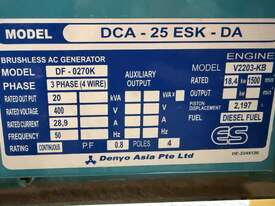 MODEL DCA - 25 ESK - DA
BRUSHLESS AC GENERATOR ENGINE
MODEL DF - 0270K MODEL V2203-KB
PHASE 3 PHASE (4 WIRE) AUXILIARY OUTPUT RATED OUTPUT 18,4 kW 1500 min-1
RATED OUT PUT 20 kVA kVA
RATED VOLTAGE 400 V V PISTON DISPLACEMENT 2,197 L
RATED CURRENT 28,9 A A FUEL DIESEL FUEL
FREQUENCY 50 Hz Hz
RATING CONTINUOUS P.F 0.8 POLES 4 ES
Denyo Asia Pte Ltd